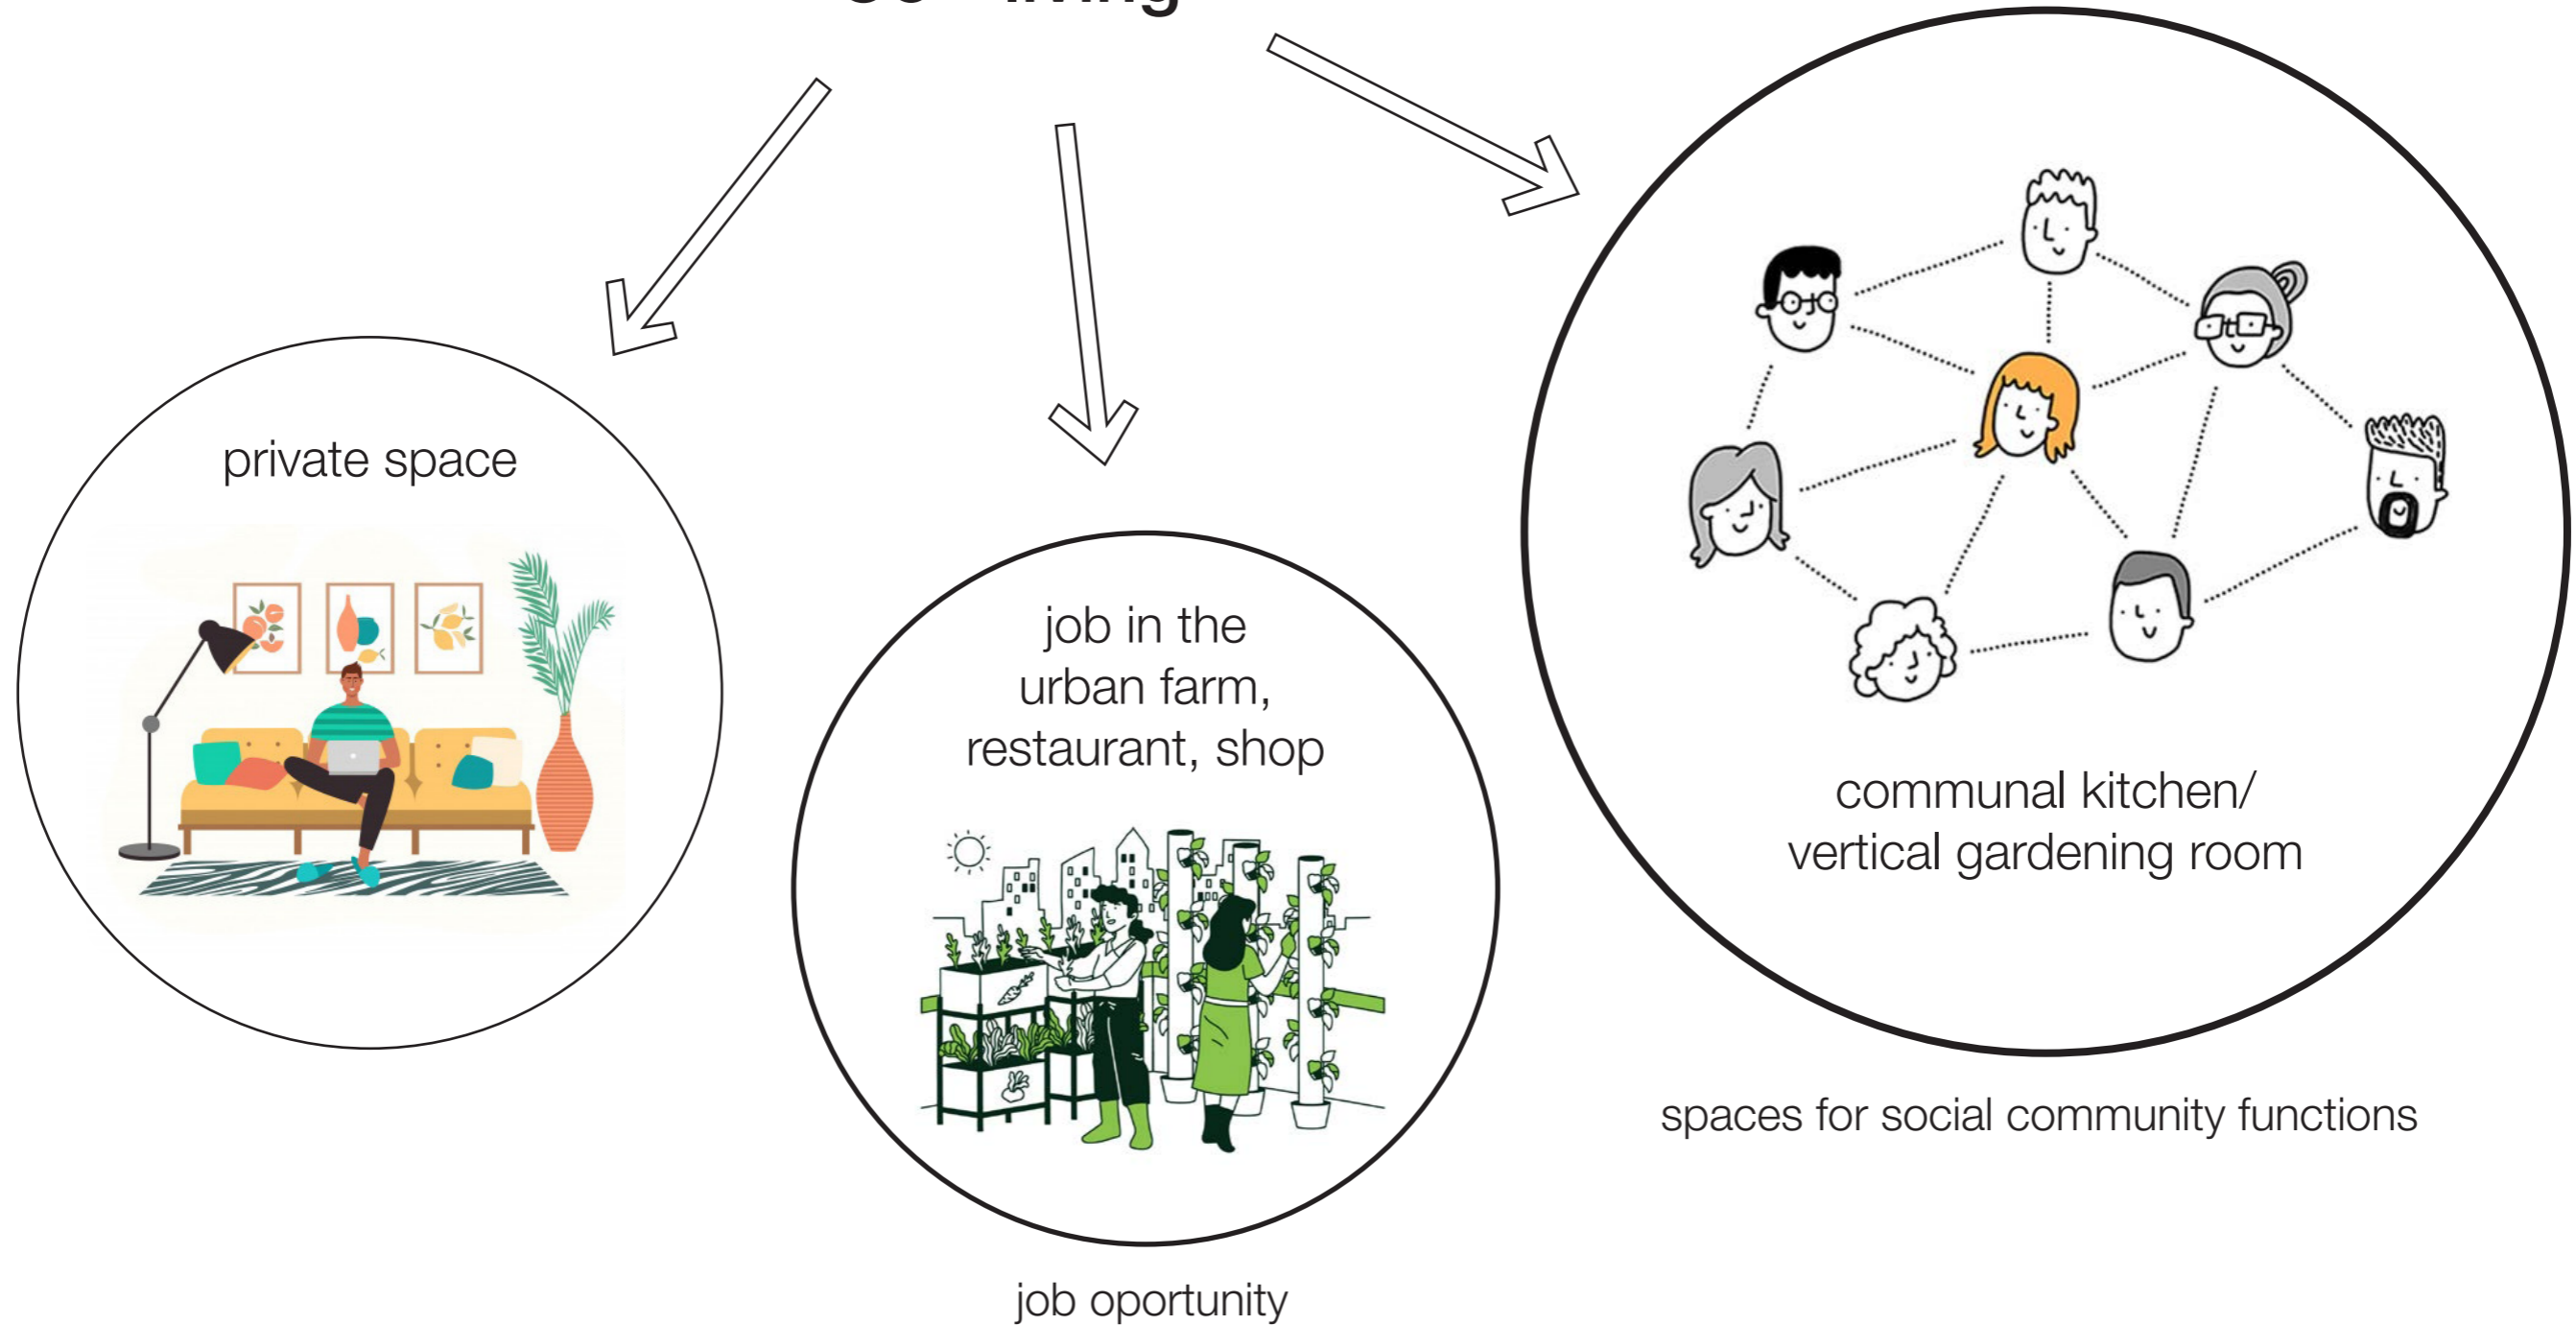 living
private space
job in the
urban farm,
restaurant, shop
job oportunity
communal kitchen/
vertical gardening room
spaces for social community functions